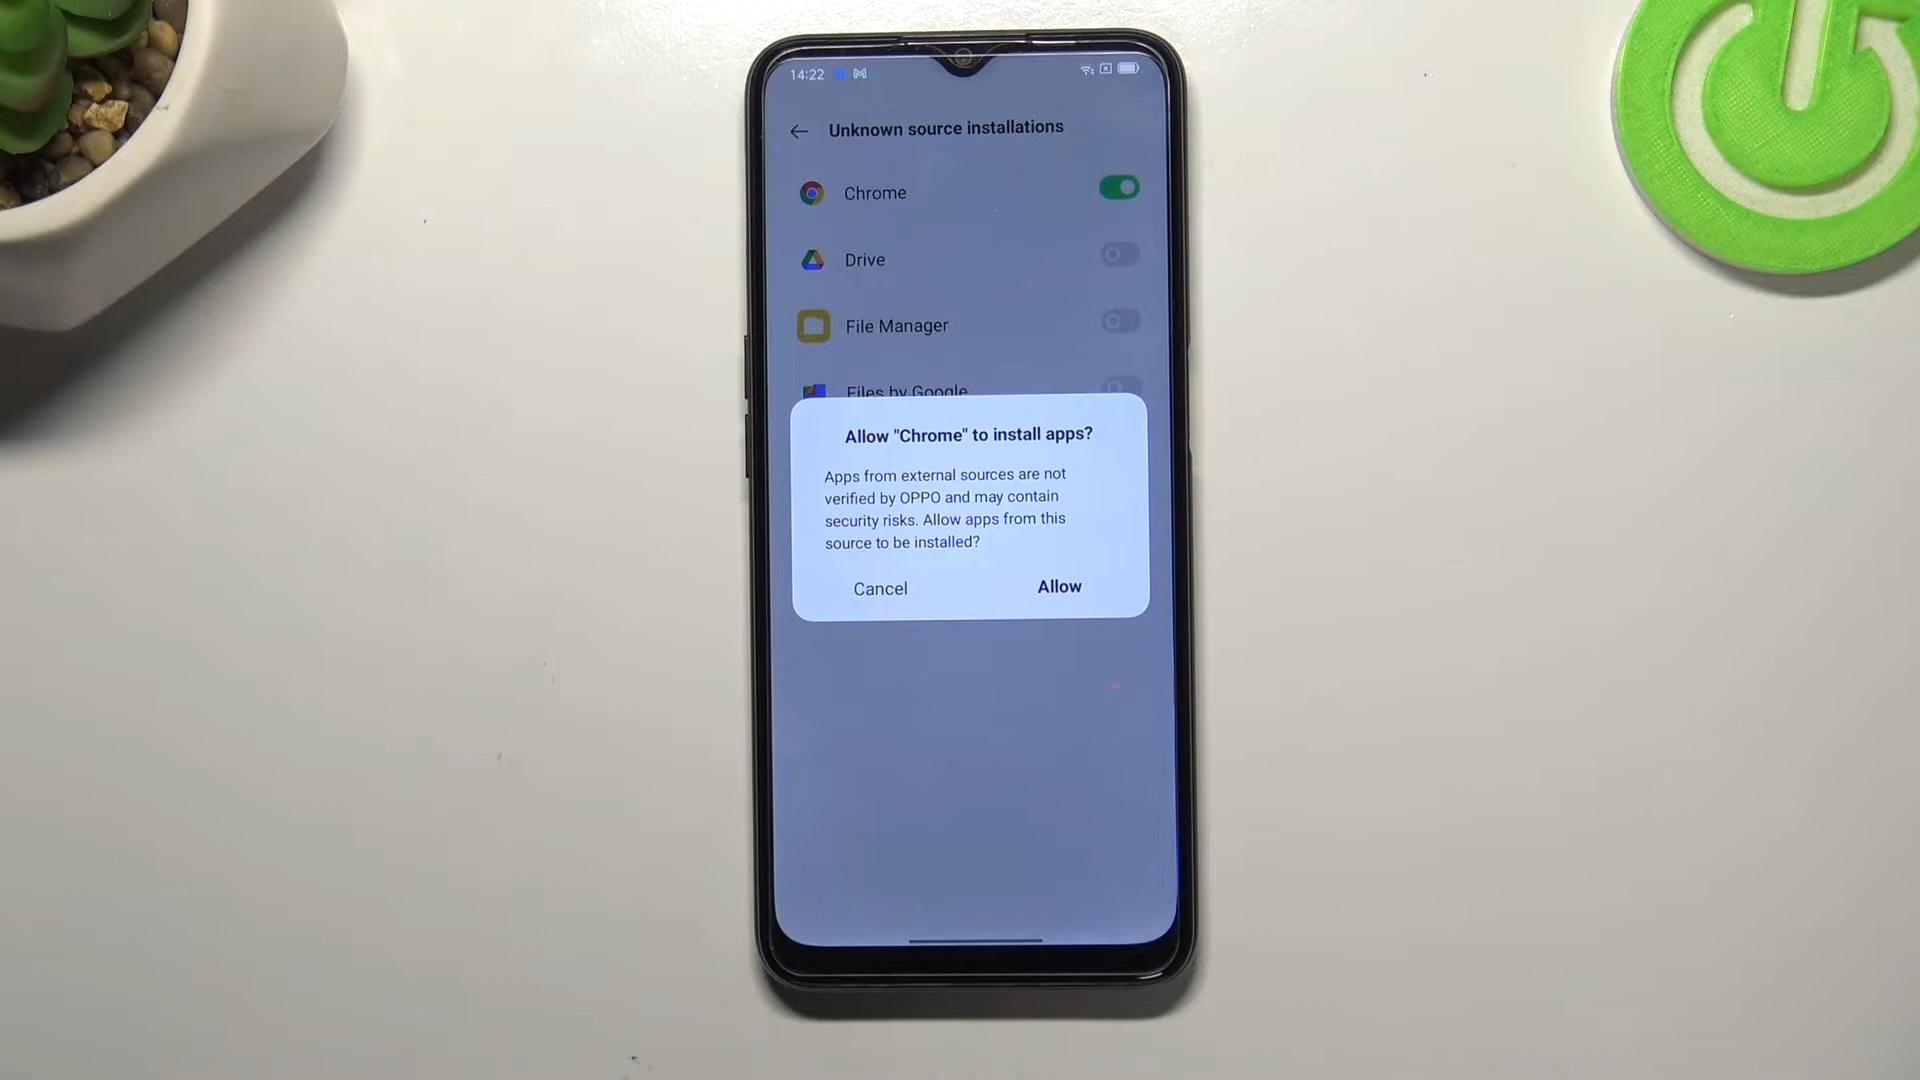 14:22
Unknown source installations
Chrome
Drive
File Manager
Files by Google
Allow "Chrome" to install apps?
Apps from external sources are not
verified by OPPO and may contain
security risks. Allow apps from this
source to be installed?
Cancel Allow